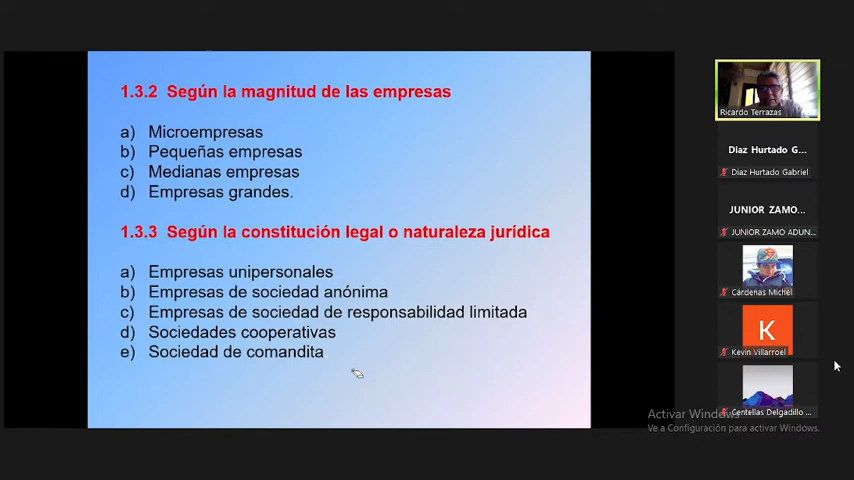 1.3.2 Según la magnitud de las empresas
a) Microempresas
b) Pequeñas empresas
c) Medianas empresas
d) Empresas grandes.
1.3.3 Según la constitución legal o naturaleza jurídica
a) Empresas unipersonales
b) Empresas de sociedad anónima
c) Empresas de sociedad de responsabilidad limitada
d) Sociedades cooperativas
e) Sociedad de comandita.
Ricardo Terrazas
Diaz Hurtado G...
Diaz Hurtado Gabriel
JUNIOR ZAMO...
JUNIOR ZAMO ADUN...
Cárdenas Michel
K
Kevin Villarroel
Centellas Delgadillo ...
Activar Windows
Ve a Configuración para activar Windows.